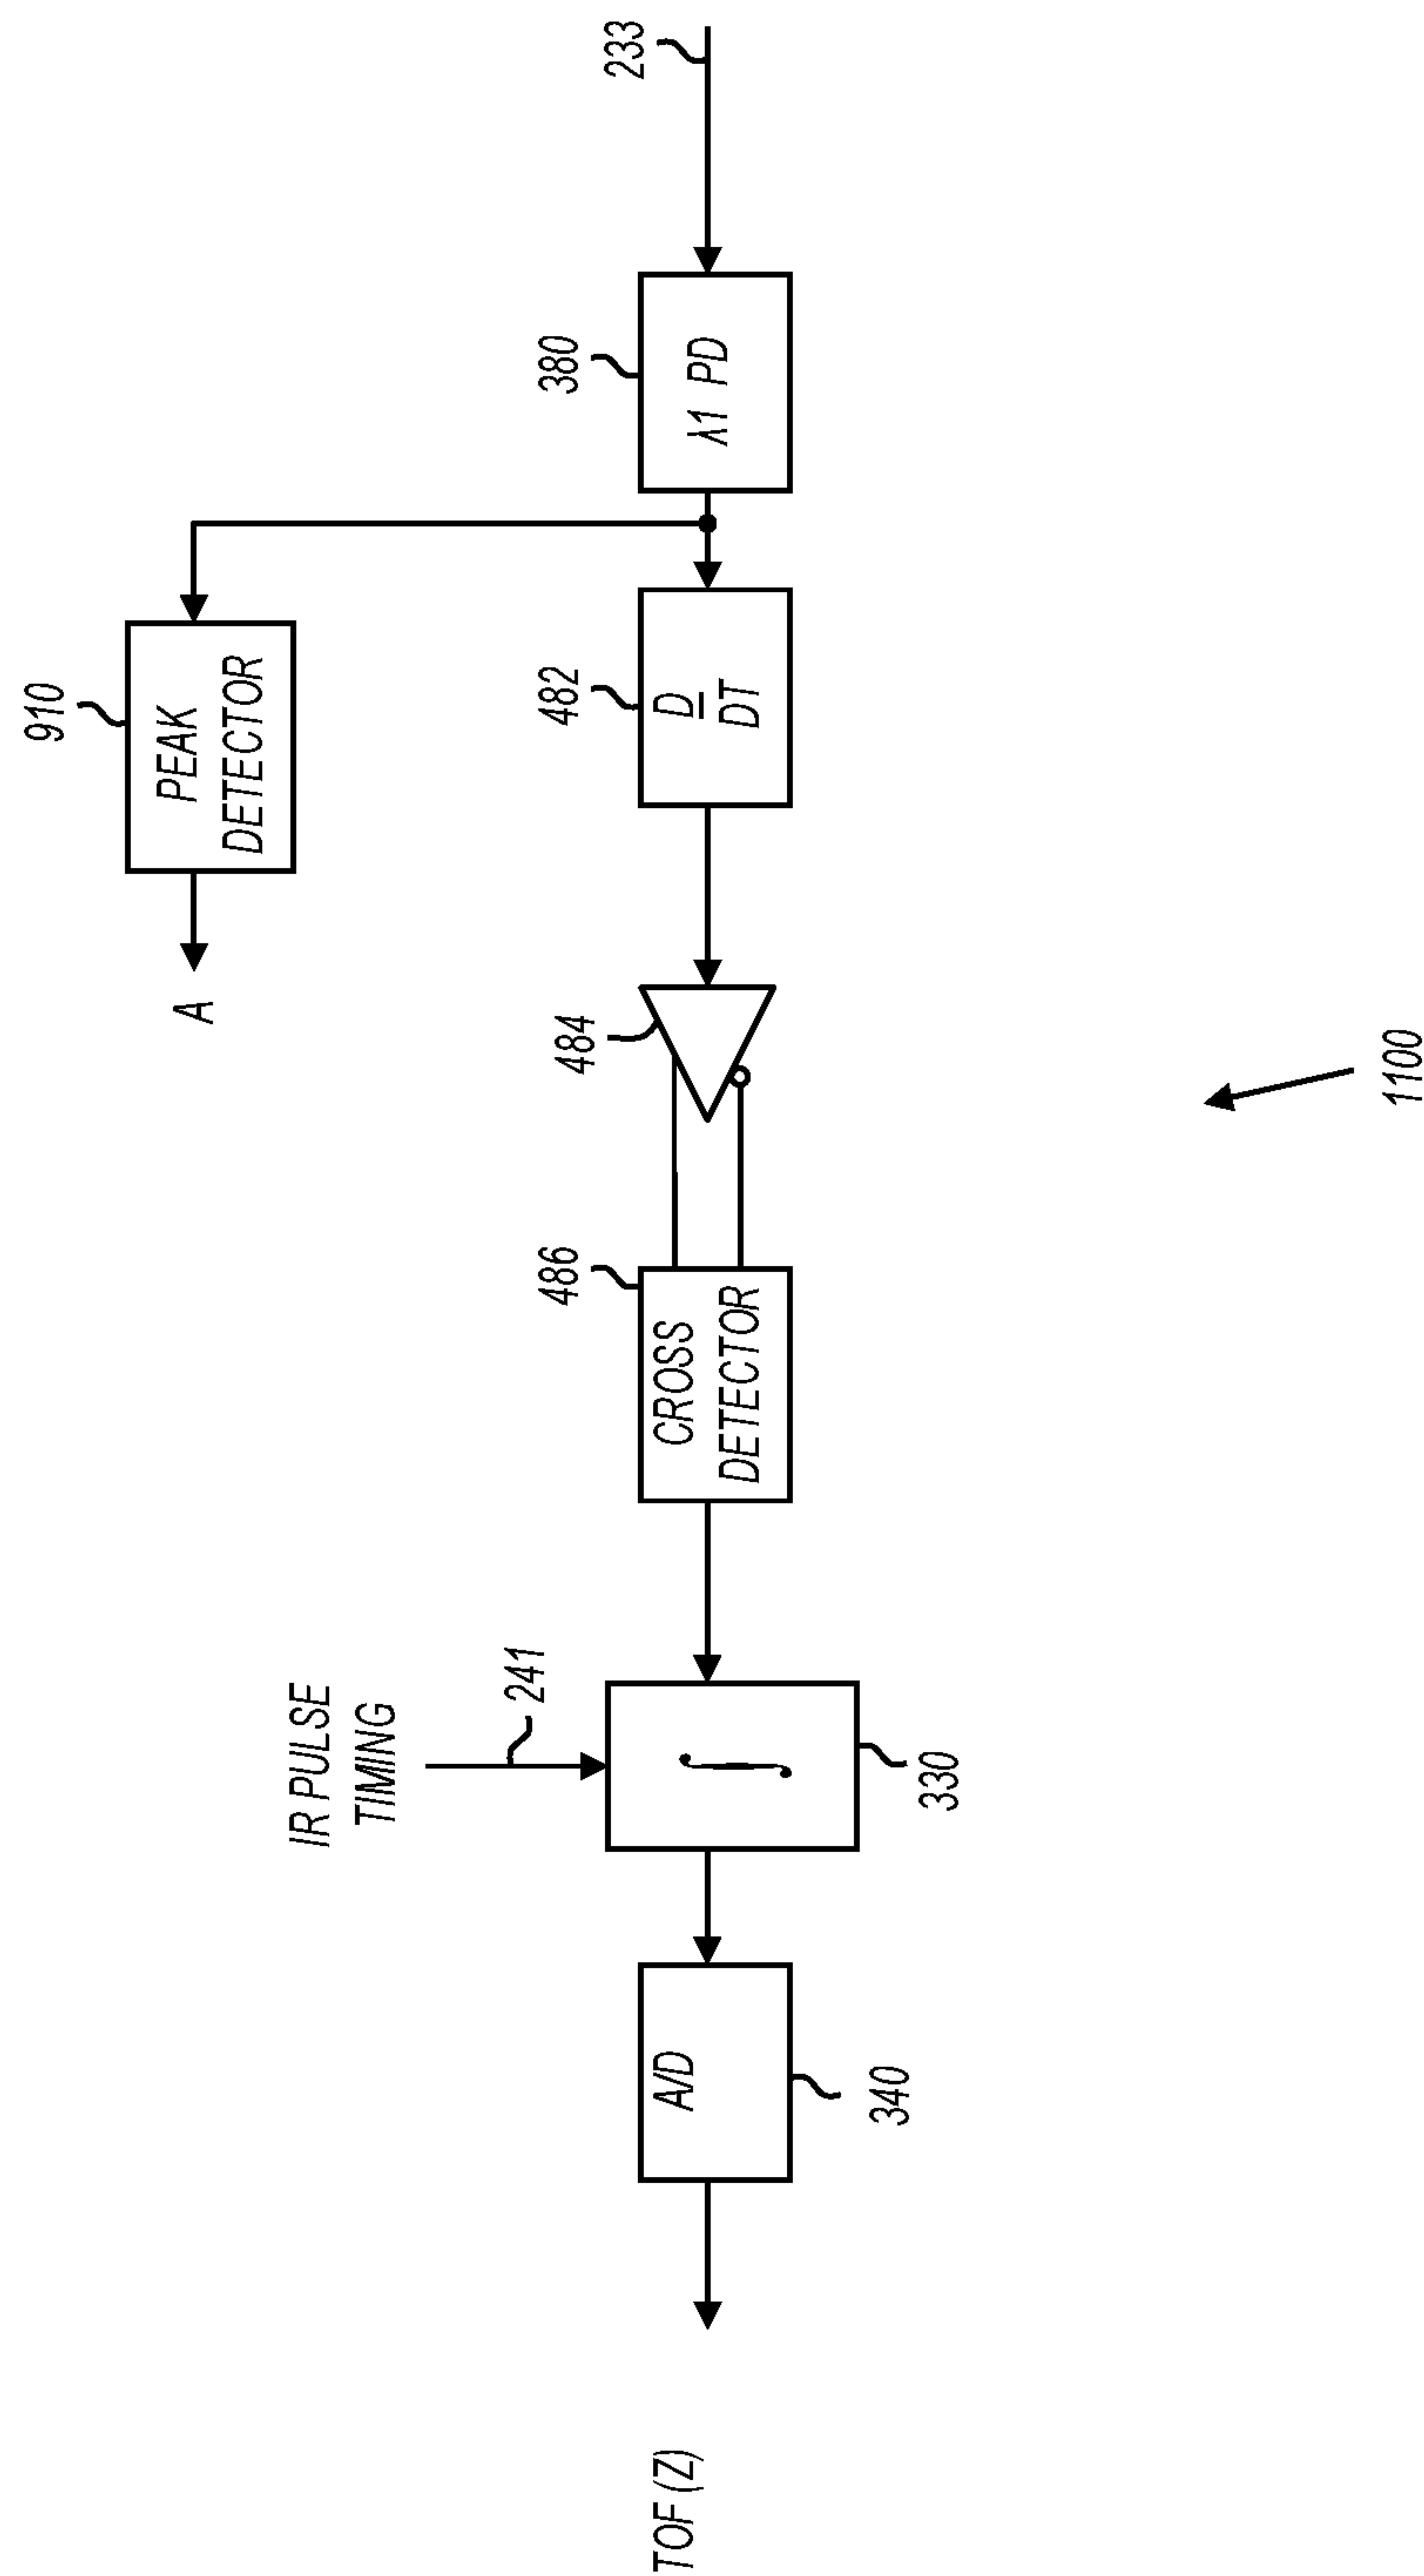 233
380
λ1 PD
910
PEAK
DETECTOR
A
482
D
DT
484
486
CROSS
DETECTOR
IR PULSE
TIMING
241
∫
330
A/D
340
TOF (Z)
1100